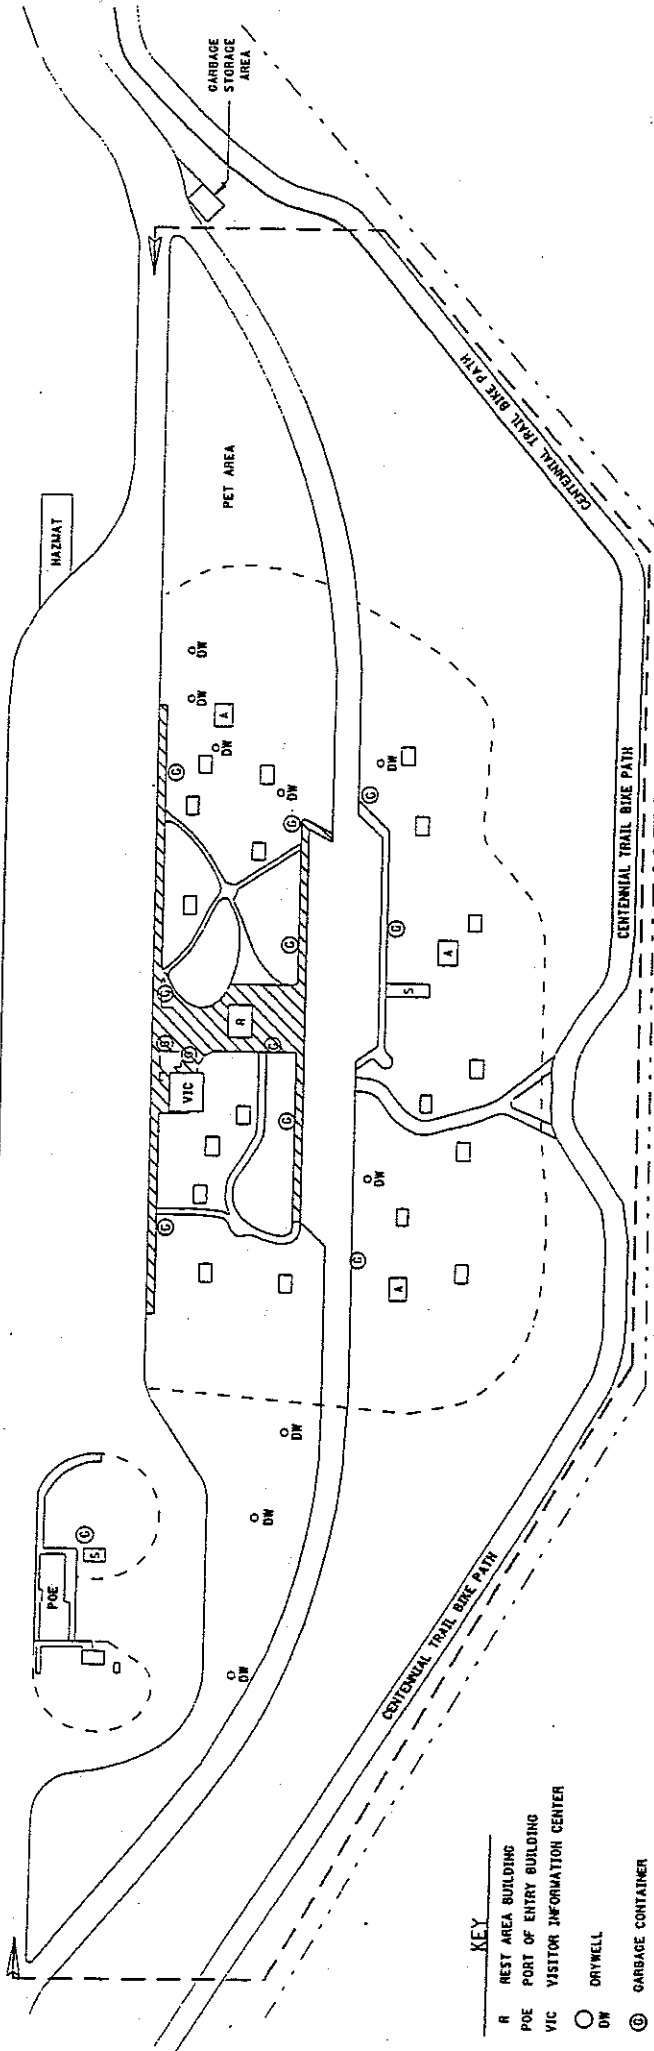 GARBAGE
STORAGE
AREA
HAZMAT
PET AREA
CENTENNIAL TRAIL BIKE PATH
DW
DW
A
DW
G
DW
G
G
DW
G
G
A
CENTENNIAL TRAIL BIKE PATH
G
S
R
G
G
G
VIC
G
G
DW
G
A
DW
DW
DW
G
S
POE
CENTENNIAL TRAIL BIKE PATH
KEY
R REST AREA BUILDING
POE PORT OF ENTRY BUILDING
VIC VISITOR INFORMATION CENTER
DW DRYWELL
G GARBAGE CONTAINER